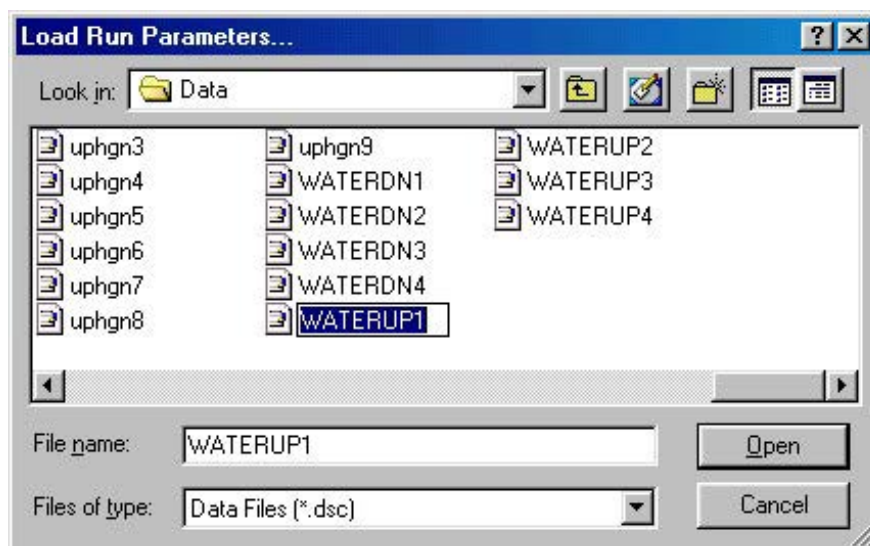 Load Run Parameters...
Look in: Data
uphgn3 uphgn9 WATERUP2
uphgn4 WATERDN1 WATERUP3
uphgn5 WATERDN2 WATERUP4
uphgn6 WATERDN3
uphgn7 WATERDN4
uphgn8 WATERUP1
File name: WATERUP1 Open
Files of type: Data Files (*.dsc) Cancel